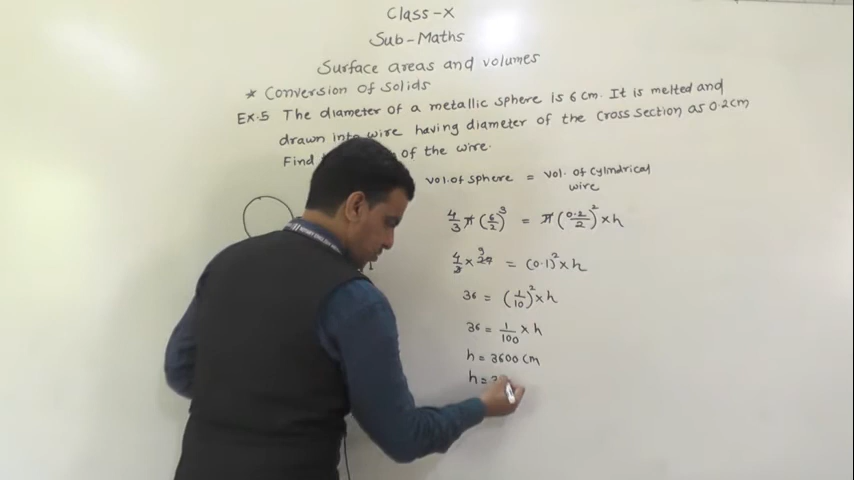 Class-X
Sub-Maths
Surface areas and volumes
* Conversion of solids
Ex.5 The diameter of a metallic sphere is 6 cm. It is melted and
drawn into wire having diameter of the cross section as 0.2cm
Find of the wire.
vol. of sphere = vol. of cylindrical
wire
4/3 π (6/2)³ = π (0.2/2)² × h
4/3 × 27 9 = (0.1)² × h
36 = (1/10)² × h
36 = 1/100 × h
h = 3600 cm
h = 3